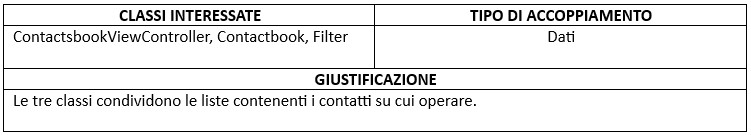 CLASSI INTERESSATE TIPO DI ACCOPPIAMENTO
ContactsbookViewController, Contactbook, Filter Dati
GIUSTIFICAZIONE
Le tre classi condividono le liste contenenti i contatti su cui operare.